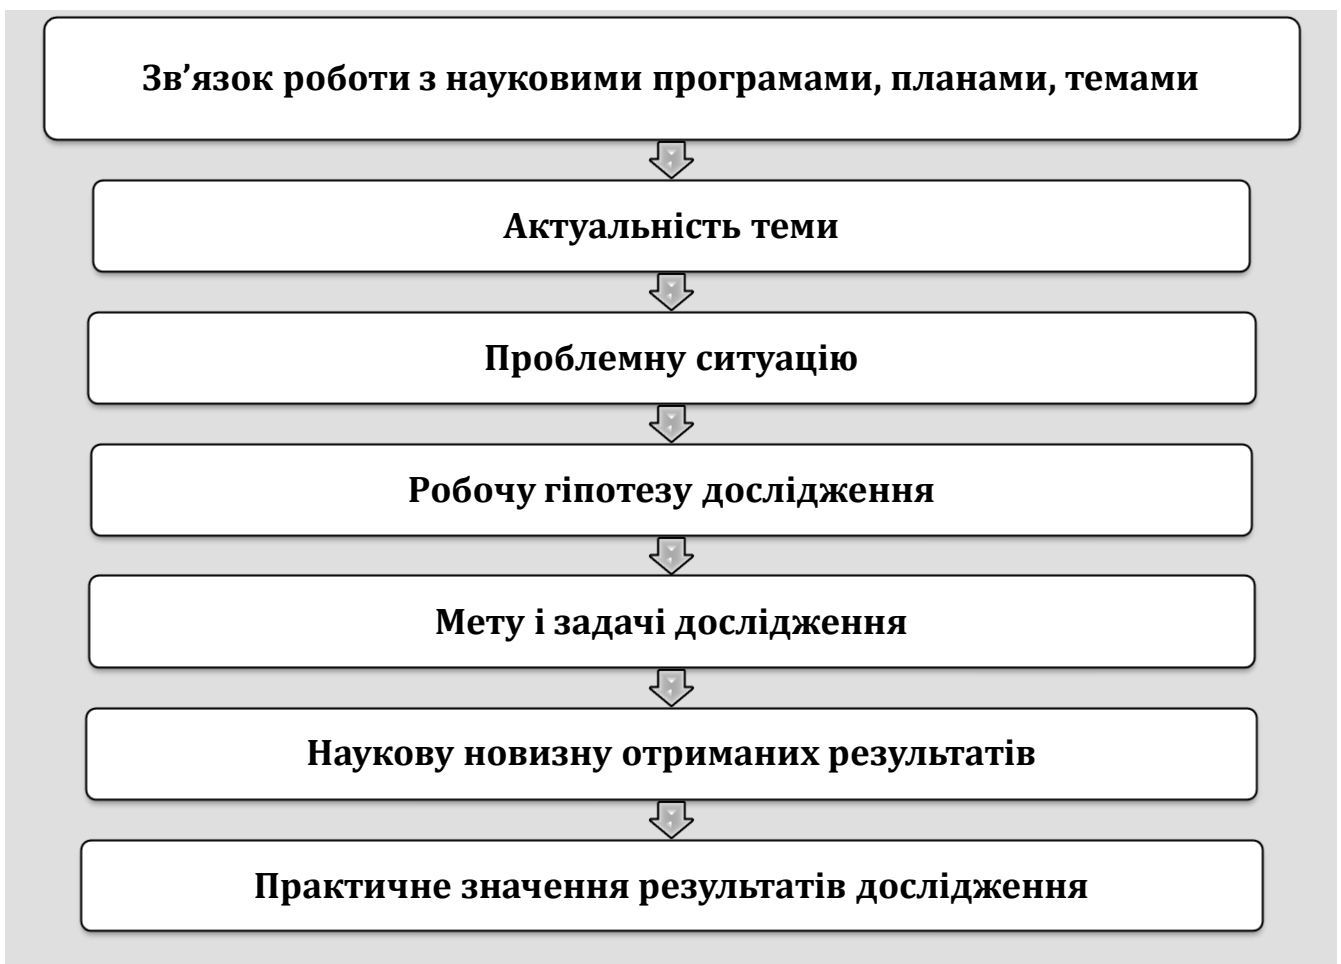 Зв’язок роботи з науковими програмами, планами, темами
Актуальність теми
Проблемну ситуацію
Робочу гіпотезу дослідження
Мету і задачі дослідження
Наукову новизну отриманих результатів
Практичне значення результатів дослідження